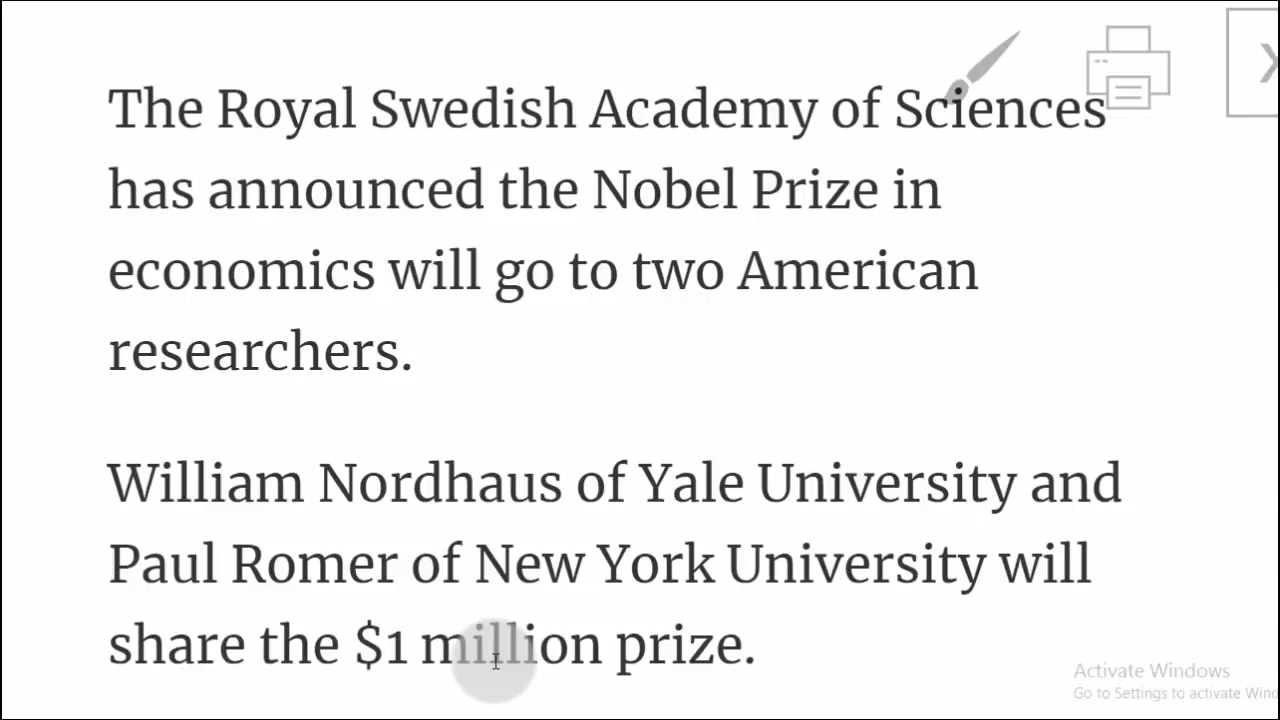 The Royal Swedish Academy of Sciences
has announced the Nobel Prize in
economics will go to two American
researchers.
William Nordhaus of Yale University and
Paul Romer of New York University will
share the $1 million prize.
Activate Windows
Go to Settings to activate